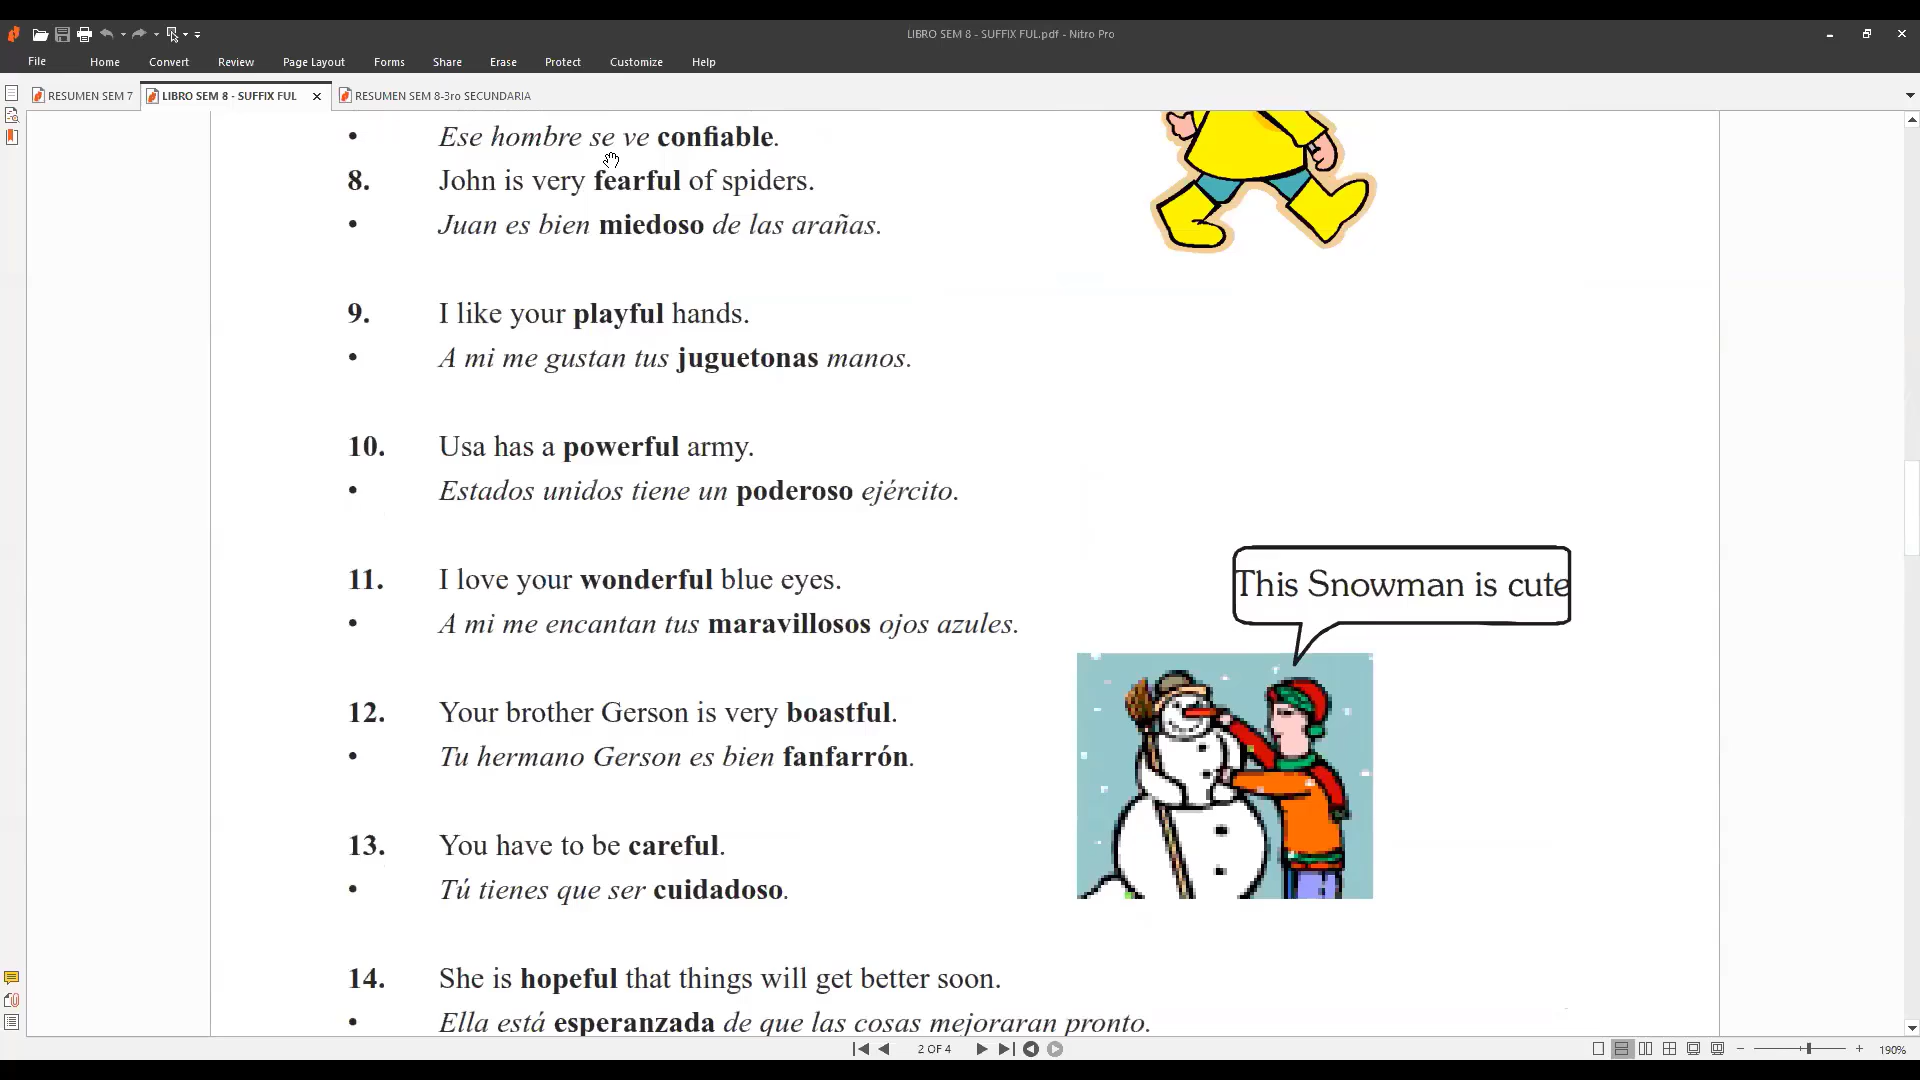 LIBRO SEM 8 - SUFFIX FUL.pdf - Nitro Pro
File Home Convert Review Page Layout Forms Share Erase Protect Customize Help
RESUMEN SEM 7 LIBRO SEM 8 - SUFFIX FUL RESUMEN SEM 8-3ro SECUNDARIA
• Ese hombre se ve confiable.
8. John is very fearful of spiders.
• Juan es bien miedoso de las arañas.
9. I like your playful hands.
• A mi me gustan tus juguetonas manos.
10. Usa has a powerful army.
• Estados unidos tiene un poderoso ejército.
11. I love your wonderful blue eyes.
• A mi me encantan tus maravillosos ojos azules.
This Snowman is cute
12. Your brother Gerson is very boastful.
• Tu hermano Gerson es bien fanfarrón.
13. You have to be careful.
• Tú tienes que ser cuidadoso.
14. She is hopeful that things will get better soon.
• Ella está esperanzada de que las cosas mejoraran pronto.
2 OF 4
190%